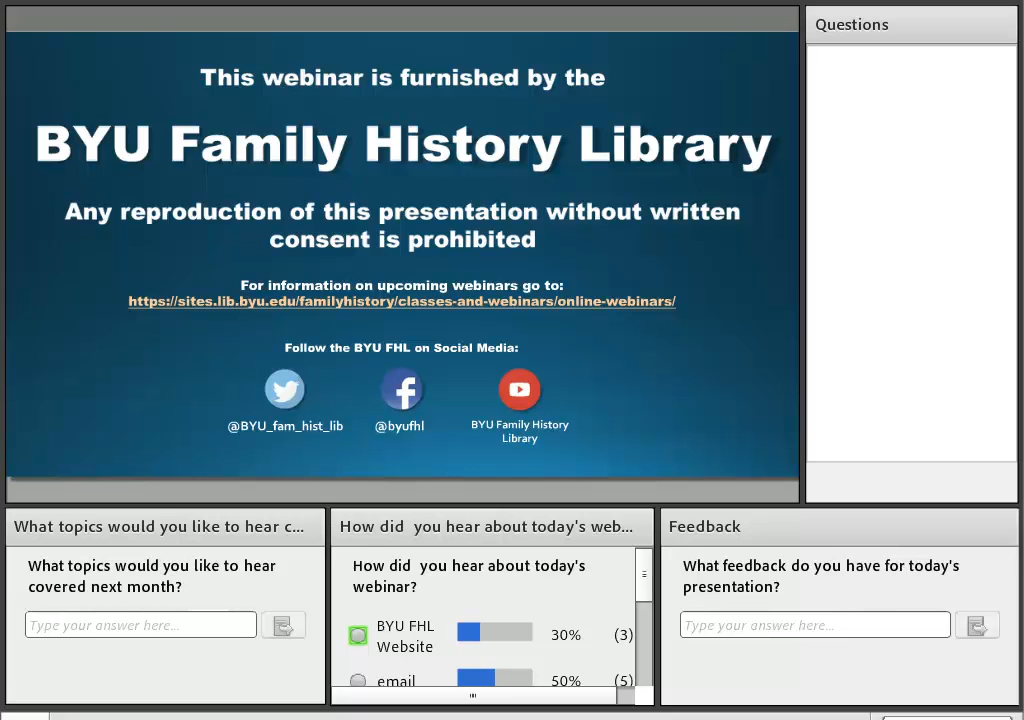 This webinar is furnished by the
BYU Family History Library
Any reproduction of this presentation without written
consent is prohibited
For information on upcoming webinars go to:
https://sites.lib.byu.edu/familyhistory/classes-and-webinars/online-webinars/
Follow the BYU FHL on Social Media:
@BYU_fam_hist_lib
@byufhl
BYU Family History
Library
Questions
What topics would you like to hear c...
What topics would you like to hear
covered next month?
Type your answer here...
How did  you hear about today's web...
How did  you hear about today's
webinar?
BYU FHL
Website
30%
(3)
email
50%
(5)
Feedback
What feedback do you have for today's
presentation?
Type your answer here...